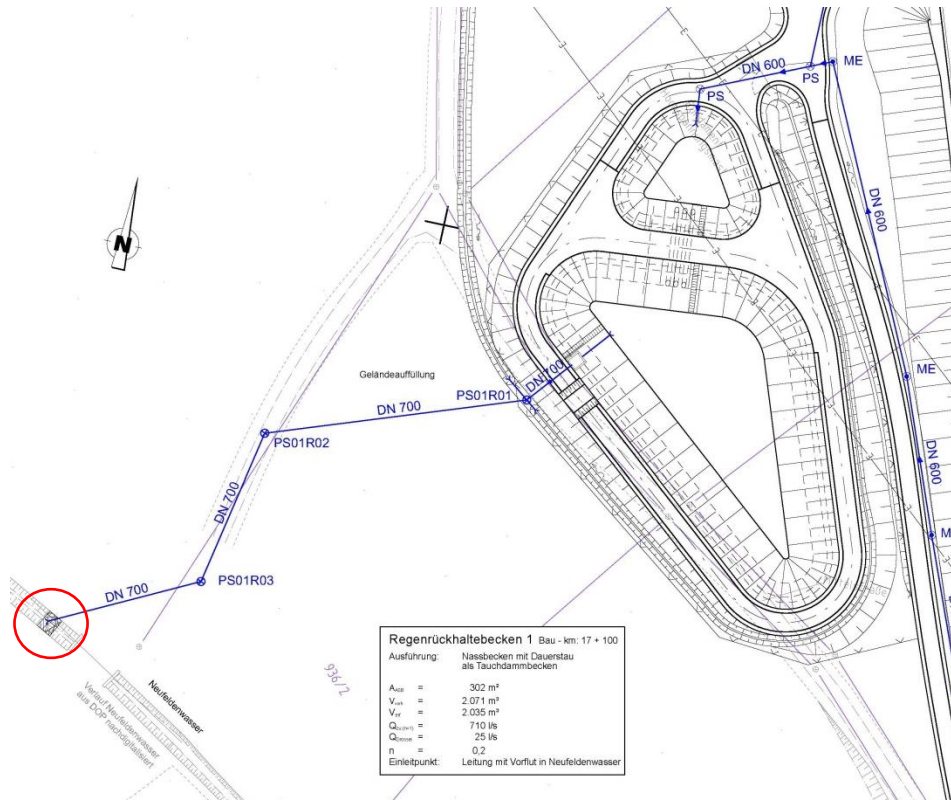 DN 600
PS
PS
ME
N
DN 600
Geländeauffüllung
DN 700
PS01R01
DN 700
ME
PS01R02
DN 600
DN 700
M
PS01R03
DN 700
Neufeldenwasser
Verlauf Neufeldenwasser
aus DOP nachdigitalisiert
936/2
Regenrückhaltebecken 1 Bau - km: 17 + 100
Ausführung: Nassbecken mit Dauerstau
als Tauchdammbecken
= 302 m²
= 2.071 m³
= 2.035 m³
= 710 l/s
= 25 l/s
n = 0,2
Einleitpunkt: Leitung mit Vorflut in Neufeldenwasser